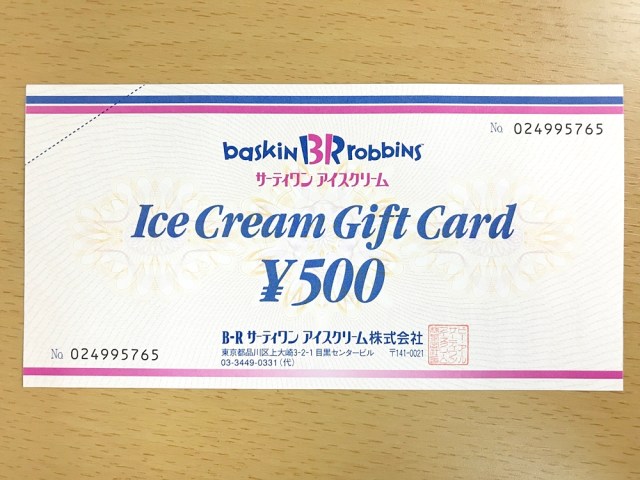 No 024995765
baskin BR robbins
サーティワン アイスクリーム
Ice Cream Gift Card
¥500
B-R サーティワン アイスクリーム株式会社
東京都品川区上大崎3-2-1 目黒センタービル 〒141-0021
03-3449-0331(代)
No 024995765